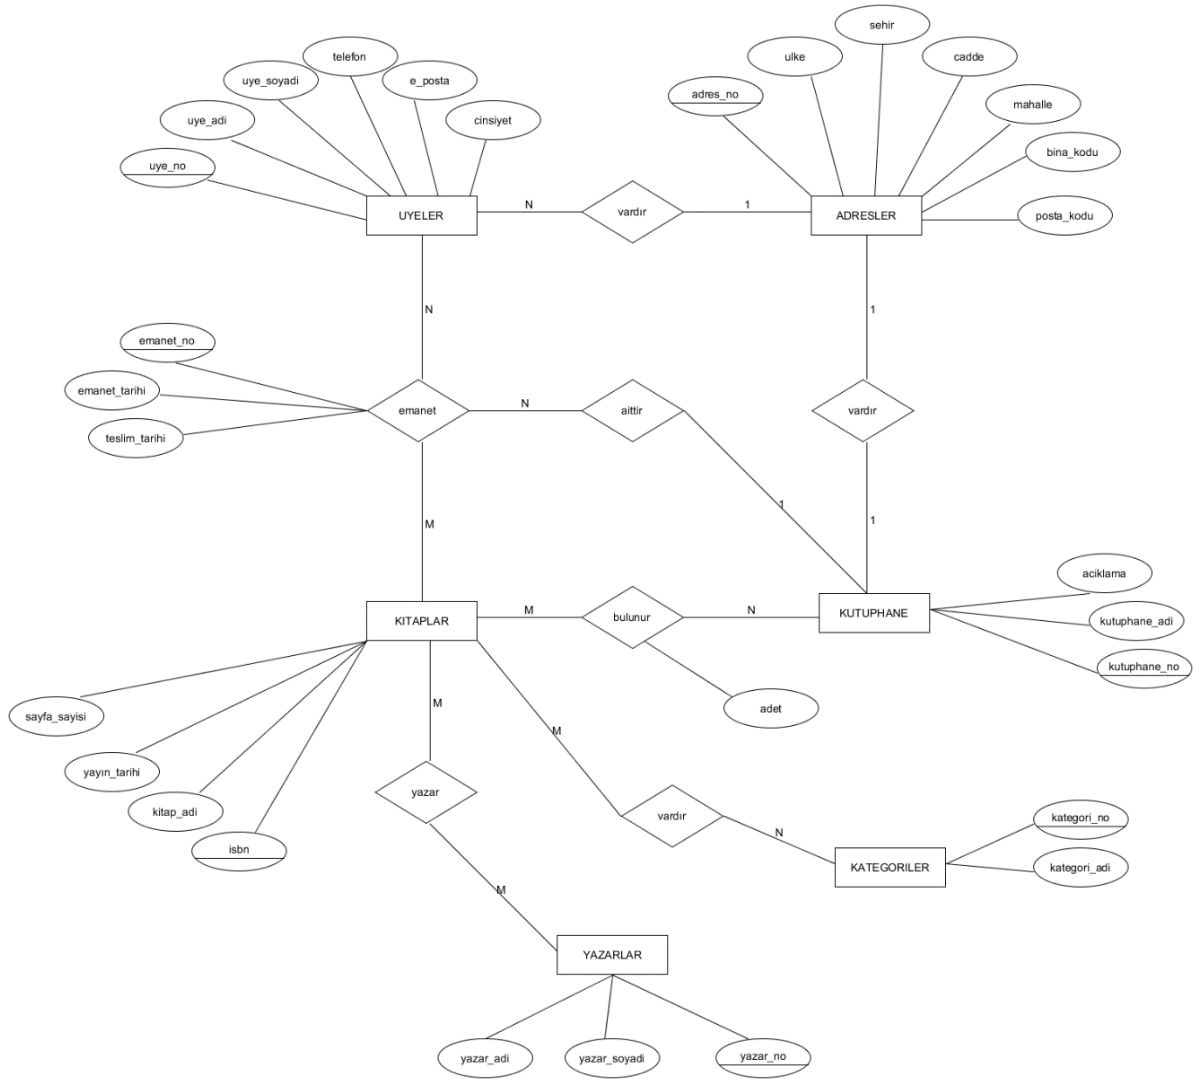 sehir
telefon
ulke
cadde
uye_soyadi
e_posta
adres_no
mahalle
uye_adi
cinsiyet
bina_kodu
uye_no
UYELER
N
vardır
1
ADRESLER
posta_kodu
N
1
emanet_no
emanet_tarihi
emanet
N
aittir
vardır
teslim_tarihi
1
M
1
aciklama
KITAPLAR
M
bulunur
N
KUTUPHANE
kutuphane_adi
kutuphane_no
sayfa_sayisi
M
adet
M
yayın_tarihi
yazar
kitap_adi
vardır
kategori_no
N
isbn
KATEGORILER
kategori_adi
M
YAZARLAR
yazar_adi
yazar_soyadi
yazar_no